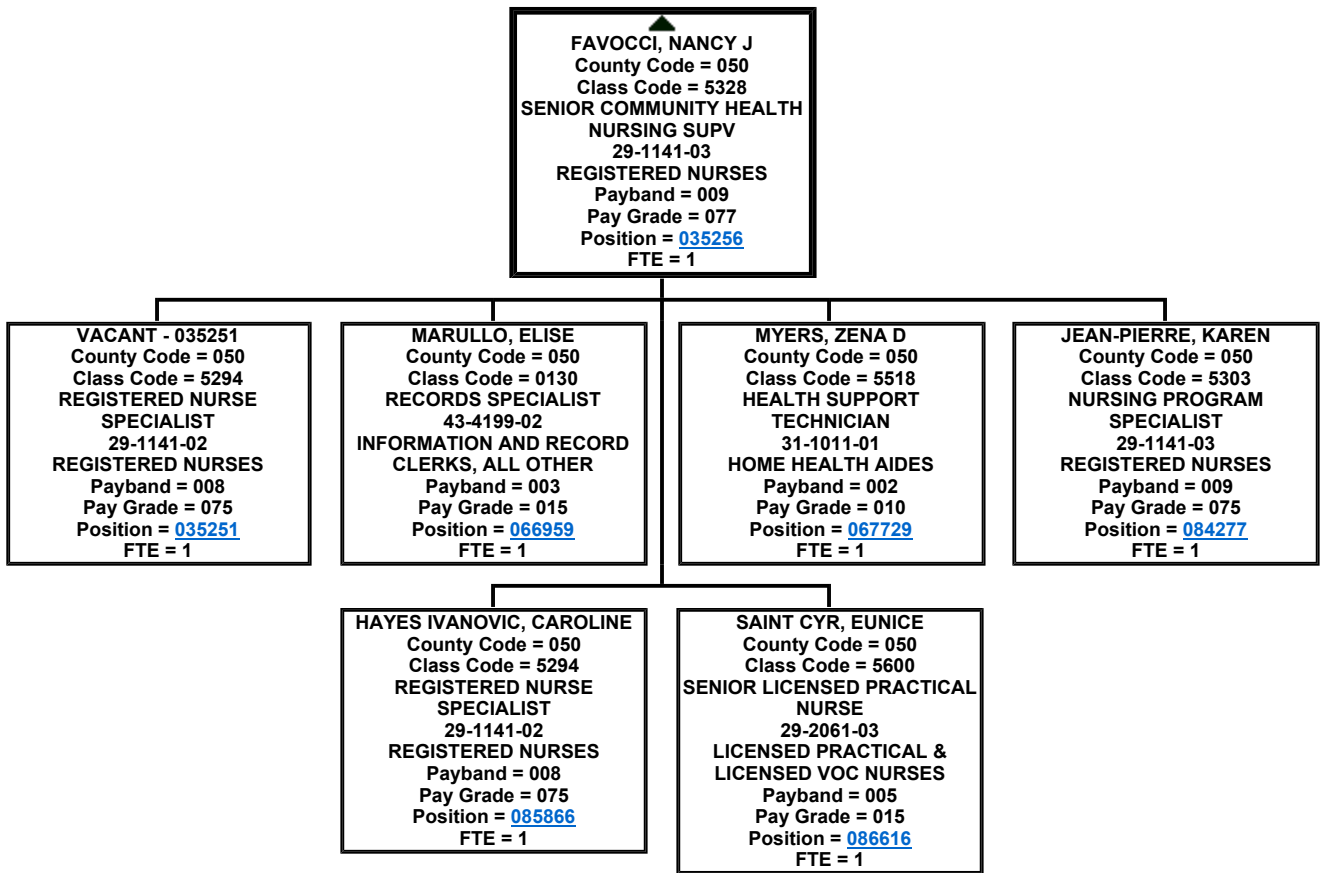 FAVOCCI, NANCY J
County Code = 050
Class Code = 5328
SENIOR COMMUNITY HEALTH
NURSING SUPV
29-1141-03
REGISTERED NURSES
Payband = 009
Pay Grade = 077
Position = 035256
FTE = 1
VACANT - 035251
County Code = 050
Class Code = 5294
REGISTERED NURSE
SPECIALIST
29-1141-02
REGISTERED NURSES
Payband = 008
Pay Grade = 075
Position = 035251
FTE = 1
MARULLO, ELISE
County Code = 050
Class Code = 0130
RECORDS SPECIALIST
43-4199-02
INFORMATION AND RECORD
CLERKS, ALL OTHER
Payband = 003
Pay Grade = 015
Position = 066959
FTE = 1
MYERS, ZENA D
County Code = 050
Class Code = 5518
HEALTH SUPPORT
TECHNICIAN
31-1011-01
HOME HEALTH AIDES
Payband = 002
Pay Grade = 010
Position = 067729
FTE = 1
JEAN-PIERRE, KAREN
County Code = 050
Class Code = 5303
NURSING PROGRAM
SPECIALIST
29-1141-03
REGISTERED NURSES
Payband = 009
Pay Grade = 075
Position = 084277
FTE = 1
HAYES IVANOVIC, CAROLINE
County Code = 050
Class Code = 5294
REGISTERED NURSE
SPECIALIST
29-1141-02
REGISTERED NURSES
Payband = 008
Pay Grade = 075
Position = 085866
FTE = 1
SAINT CYR, EUNICE
County Code = 050
Class Code = 5600
SENIOR LICENSED PRACTICAL
NURSE
29-2061-03
LICENSED PRACTICAL &
LICENSED VOC NURSES
Payband = 005
Pay Grade = 015
Position = 086616
FTE = 1